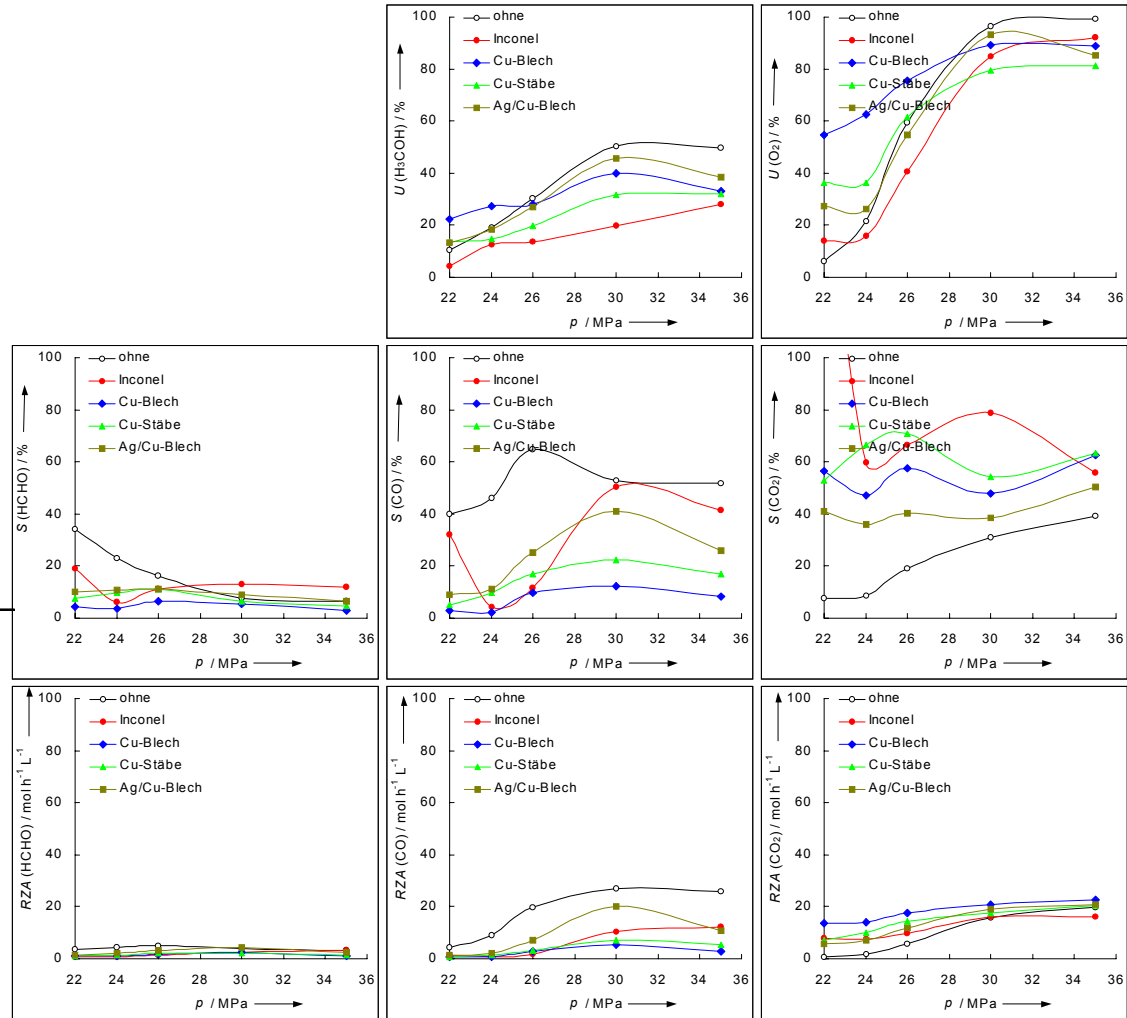 U (H₃COH) / %
100
80
60
40
20
0
ohne
Inconel
Cu-Blech
Cu-Stäbe
Ag/Cu-Blech
22 24 26 28 30 32 34 36
p / MPa
U (O₂) / %
100
80
60
40
20
0
ohne
Inconel
Cu-Blech
Cu-Stäbe
Ag/Cu-Blech
22 24 26 28 30 32 34 36
p / MPa
S (HCHO) / %
100
80
60
40
20
0
ohne
Inconel
Cu-Blech
Cu-Stäbe
Ag/Cu-Blech
22 24 26 28 30 32 34 36
p / MPa
S (CO) / %
100
80
60
40
20
0
ohne
Inconel
Cu-Blech
Cu-Stäbe
Ag/Cu-Blech
22 24 26 28 30 32 34 36
p / MPa
S (CO₂) / %
100
80
60
40
20
0
ohne
Inconel
Cu-Blech
Cu-Stäbe
Ag/Cu-Blech
22 24 26 28 30 32 34 36
p / MPa
RZA (HCHO) / mol h⁻¹ L⁻¹
100
80
60
40
20
0
ohne
Inconel
Cu-Blech
Cu-Stäbe
Ag/Cu-Blech
22 24 26 28 30 32 34 36
p / MPa
RZA (CO) / mol h⁻¹ L⁻¹
100
80
60
40
20
0
ohne
Inconel
Cu-Blech
Cu-Stäbe
Ag/Cu-Blech
22 24 26 28 30 32 34 36
p / MPa
RZA (CO₂) / mol h⁻¹ L⁻¹
100
80
60
40
20
0
ohne
Inconel
Cu-Blech
Cu-Stäbe
Ag/Cu-Blech
22 24 26 28 30 32 34 36
p / MPa